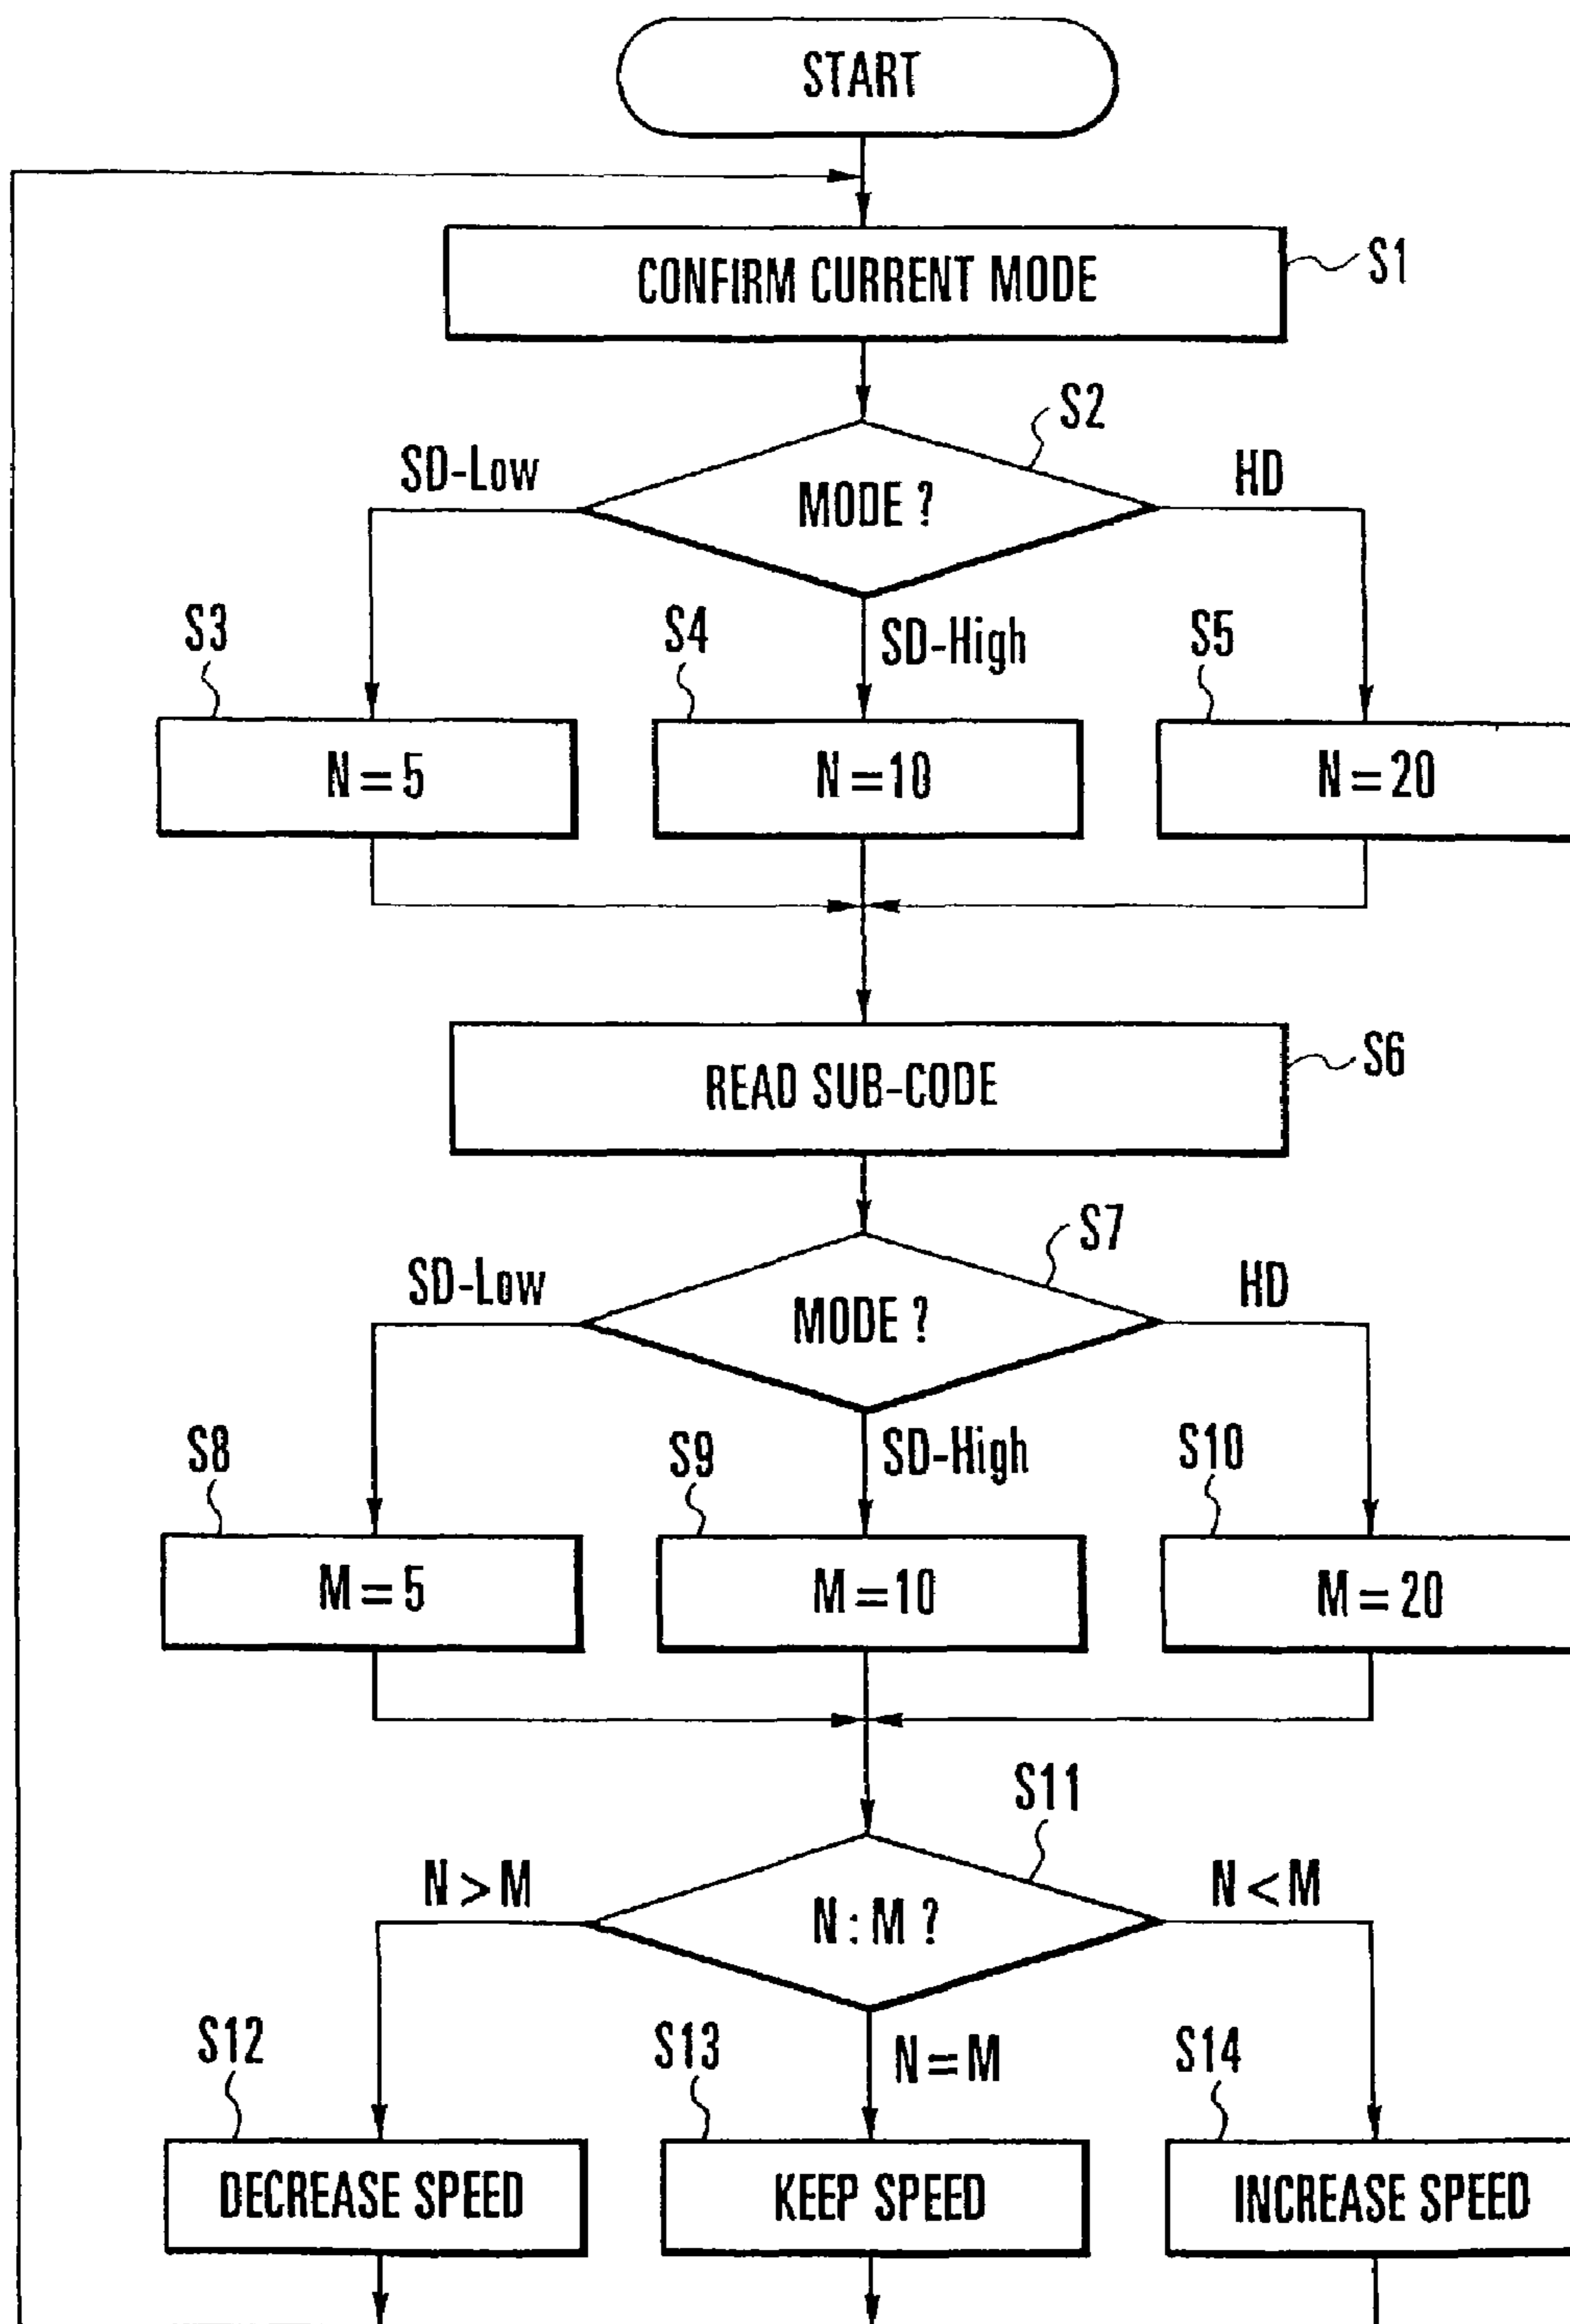 START
CONFIRM CURRENT MODE
S1
S2
SD-Low
MODE ?
HD
S3
S4
SD-High
S5
N = 5
N = 10
N = 20
READ SUB-CODE
S6
S7
SD-Low
MODE ?
HD
S8
S9
SD-High
S10
M = 5
M = 10
M = 20
S11
N > M
N : M ?
N < M
S12
S13
N = M
S14
DECREASE SPEED
KEEP SPEED
INCREASE SPEED